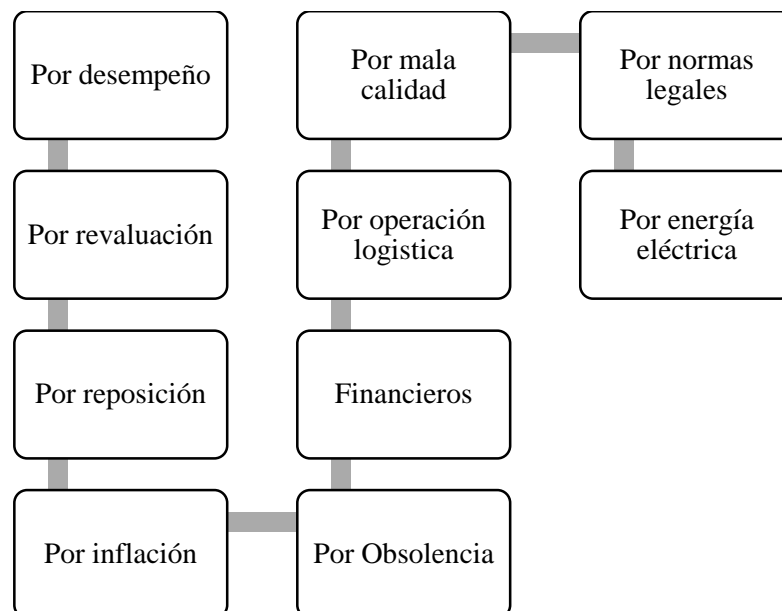 Por desempeño
Por revaluación
Por reposición
Por inflación
Por Obsolencia
Financieros
Por operación
logistica
Por mala
calidad
Por normas
legales
Por energía
eléctrica